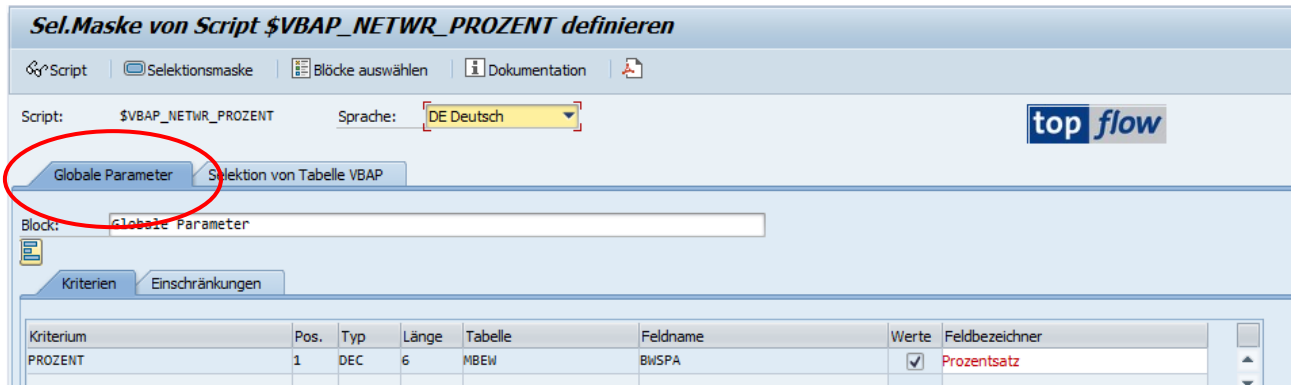 Sel.Maske von Script $VBAP_NETWR_PROZENT definieren
Script Selektionsmaske Blöcke auswählen Dokumentation
Script: $VBAP_NETWR_PROZENT Sprache: DE Deutsch
top flow
Globale Parameter Selektion von Tabelle VBAP
Block: Globale Parameter
Kriterien Einschränkungen
Kriterium Pos. Typ Länge Tabelle Feldname Werte Feldbezeichner
PROZENT 1 DEC 6 MBEW BWSPA Prozentsatz